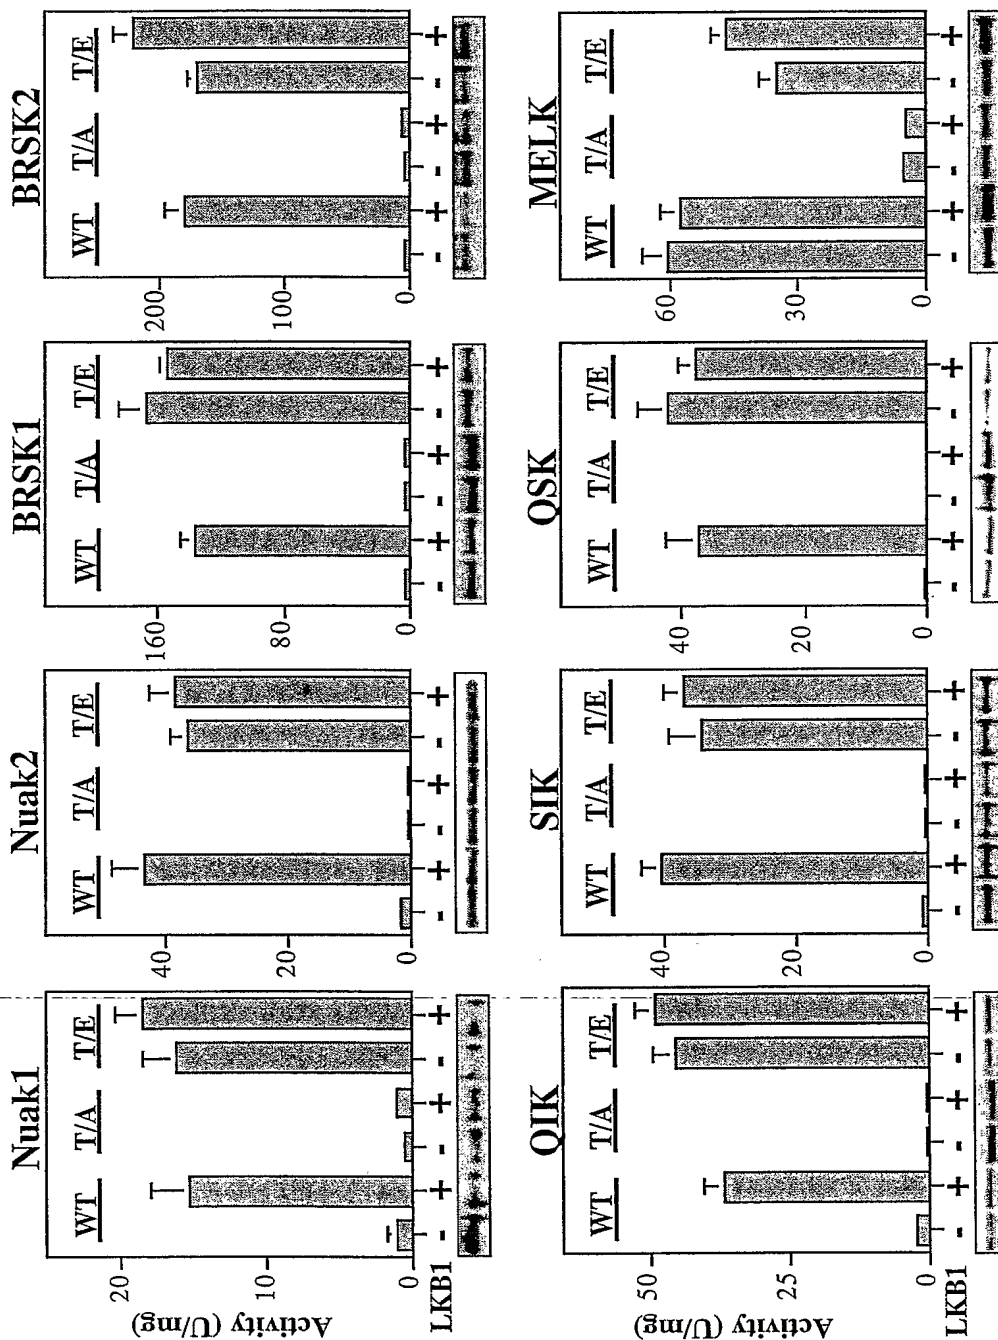 Nuak1
Activity (U/mg)
20
10
0
WT T/A T/E
LKB1 - + - + - +
Nuak2
40
20
0
WT T/A T/E
- + - + - +
BRSK1
160
80
0
WT T/A T/E
- + - + - +
BRSK2
200
100
0
WT T/A T/E
- + - + - +
QIK
Activity (U/mg)
50
25
0
WT T/A T/E
LKB1 - + - + - +
SIK
40
20
0
WT T/A T/E
- + - + - +
QSK
40
20
0
WT T/A T/E
- + - + - +
MELK
60
30
0
WT T/A T/E
- + - + - +